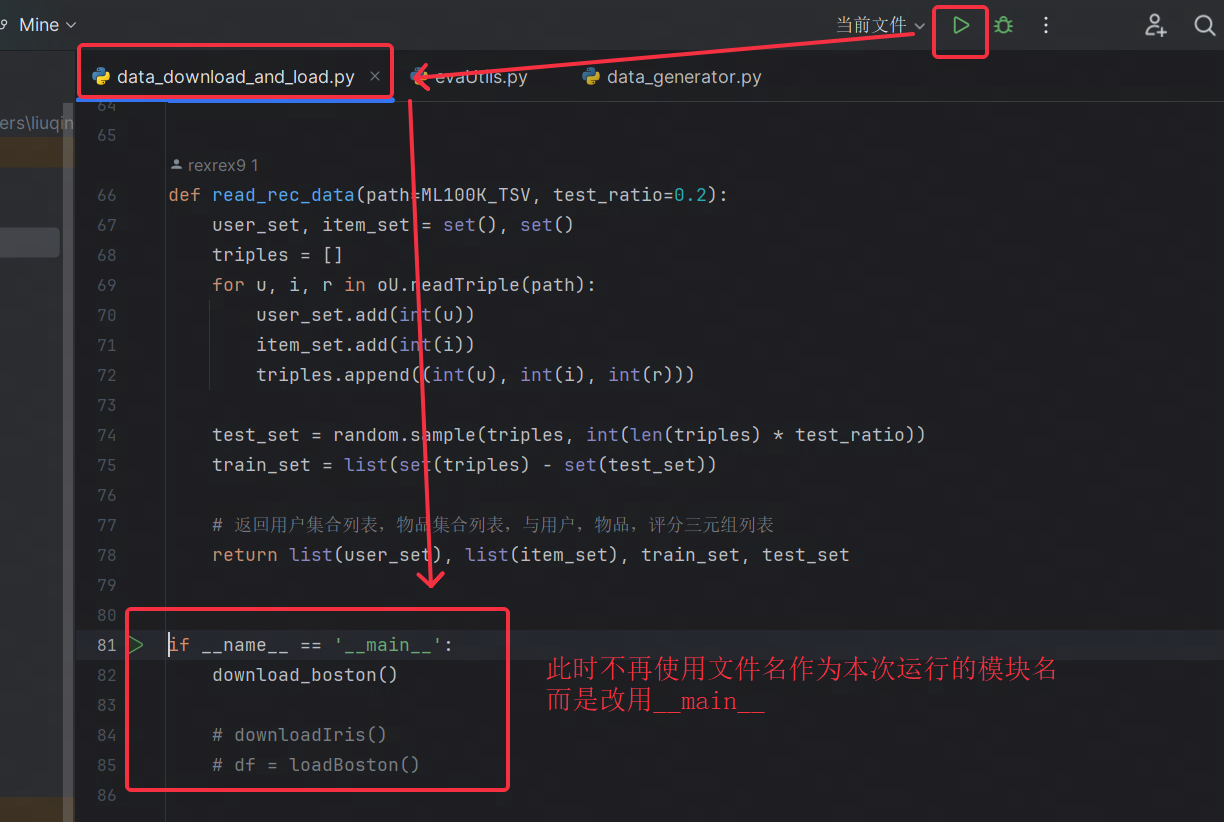 Mine
当前文件
data_download_and_load.py
evaUtils.py
data_generator.py
ers\liuqin
64
65
rexrex9 1
66 def read_rec_data(path=ML100K_TSV, test_ratio=0.2):
67 user_set, item_set = set(), set()
68 triples = []
69 for u, i, r in oU.readTriple(path):
70 user_set.add(int(u))
71 item_set.add(int(i))
72 triples.append((int(u), int(i), int(r)))
73
74 test_set = random.sample(triples, int(len(triples) * test_ratio))
75 train_set = list(set(triples) - set(test_set))
76
77 # 返回用户集合列表，物品集合列表，与用户，物品，评分三元组列表
78 return list(user_set), list(item_set), train_set, test_set
79
80
81 if __name__ == '__main__':
82 download_boston()
83
84 # downloadIris()
85 # df = loadBoston()
86
此时不再使用文件名作为本次运行的模块名
而是改用__main__